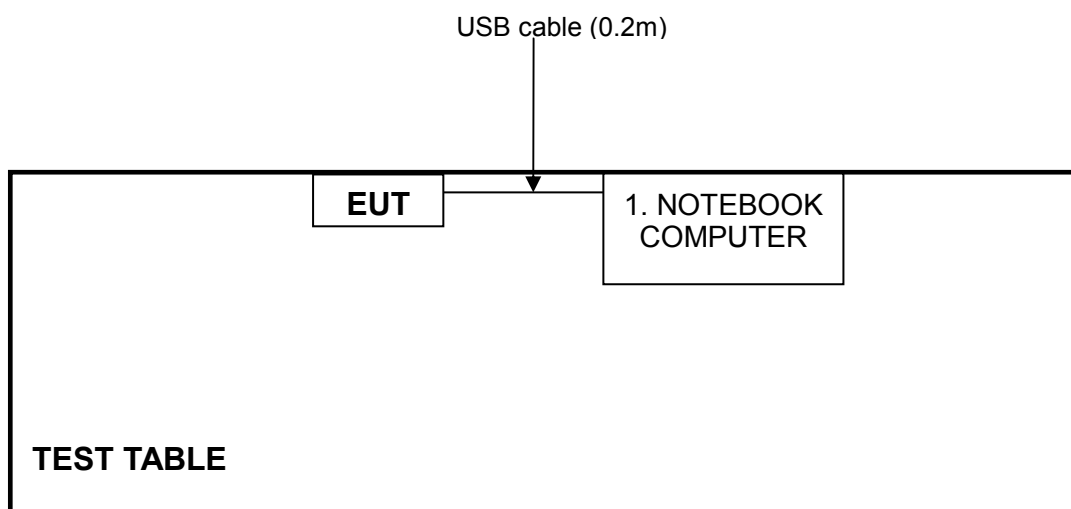 USB cable (0.2m)
EUT
1. NOTEBOOK
COMPUTER
TEST TABLE